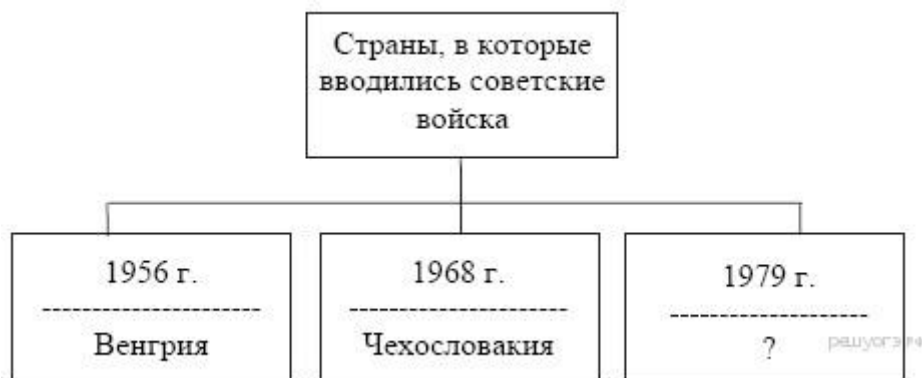 Страны, в которые
вводились советские
войска
1956 г.
--------------------
Венгрия
1968 г.
--------------------
Чехословакия
1979 г.
------------------
?